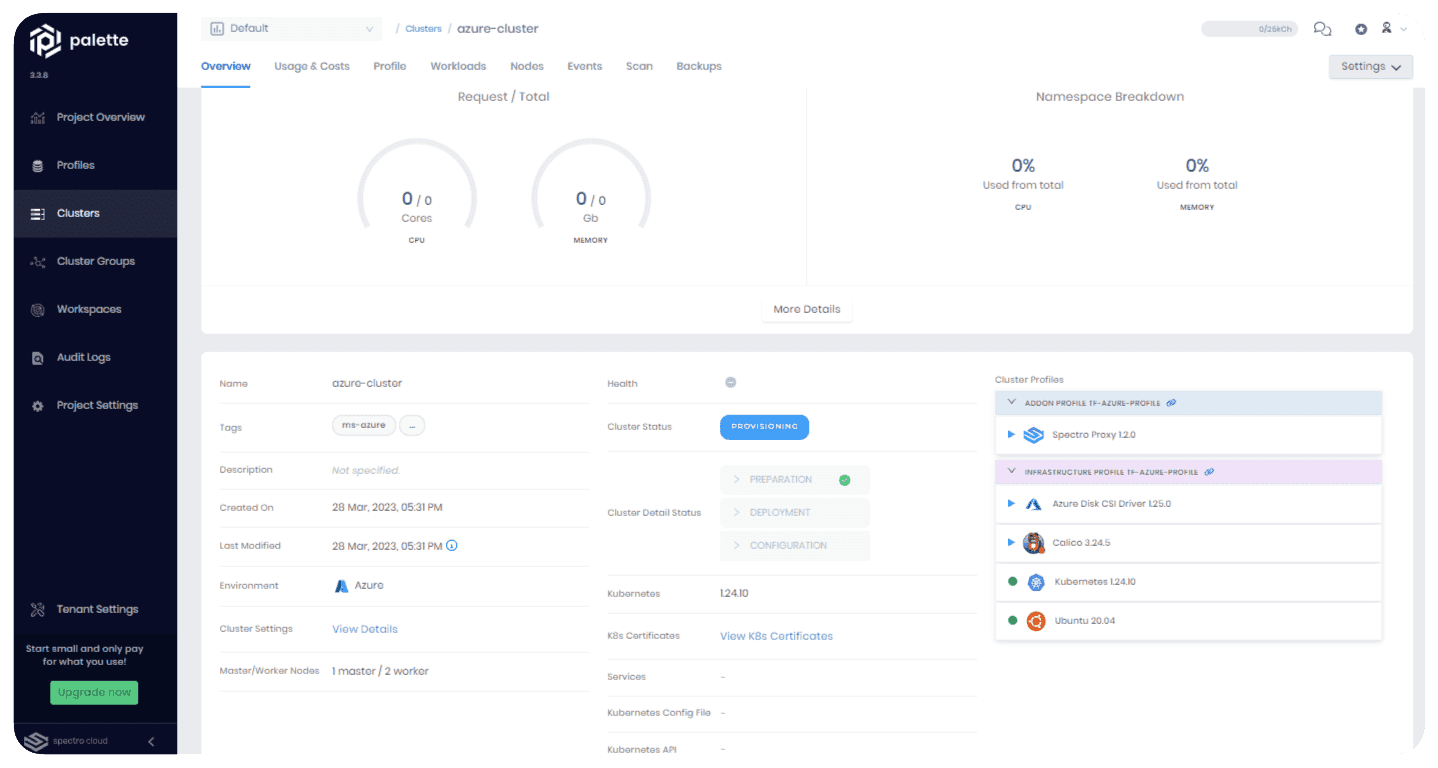 palette
3.3.8
Project Overview
Profiles
Clusters
Cluster Groups
Workspaces
Audit Logs
Project Settings
Tenant Settings
Start small and only pay
for what you use!
Upgrade now
spectro cloud
Default
/ Clusters / azure-cluster
0/25kCh
Overview Usage & Costs Profile Workloads Nodes Events Scan Backups
Settings
Request / Total
0 / 0
Cores
CPU
0 / 0
Gb
MEMORY
Namespace Breakdown
0%
Used from total
CPU
0%
Used from total
MEMORY
More Details
Name azure-cluster
Tags ms-azure ...
Description Not specified.
Created On 28 Mar, 2023, 05:31 PM
Last Modified 28 Mar, 2023, 05:31 PM
Environment Azure
Cluster Settings View Details
Master/Worker Nodes 1 master / 2 worker
Health
Cluster Status PROVISIONING
Cluster Detail Status
PREPARATION
DEPLOYMENT
CONFIGURATION
Kubernetes 1.24.10
K8s Certificates View K8s Certificates
Services -
Kubernetes Config File -
Kubernetes API -
Cluster Profiles
ADDON PROFILE TF-AZURE-PROFILE
Spectro Proxy 1.2.0
INFRASTRUCTURE PROFILE TF-AZURE-PROFILE
Azure Disk CSI Driver 1.25.0
Calico 3.24.5
Kubernetes 1.24.10
Ubuntu 20.04